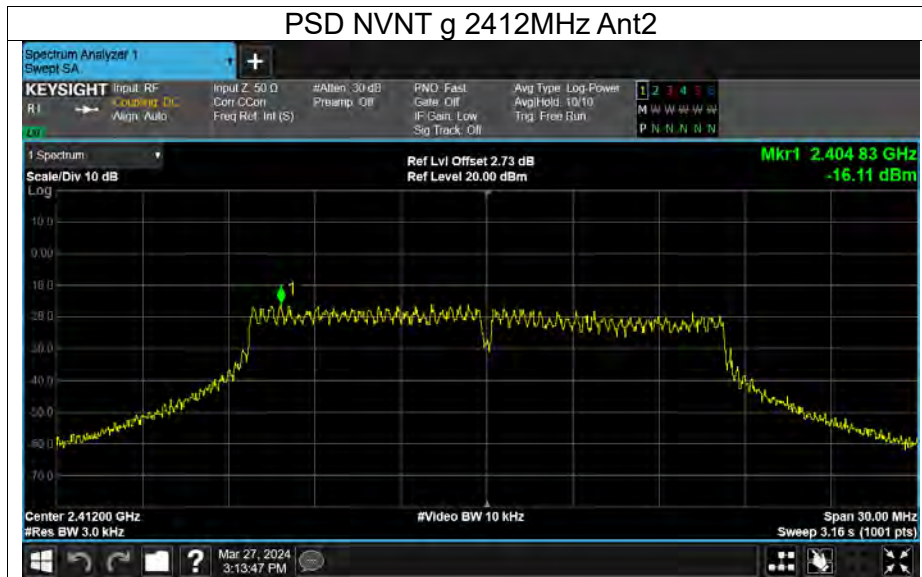 PSD NVNT g 2412MHz Ant2
Spectrum Analyzer 1
Swept SA
+
KEYSIGHT Input: RF
Coupling: DC
Align: Auto
Input Z: 50 Ω
Corr CCorr
Freq Ref: Int (S)
#Atten: 30 dB
Preamp: Off
PNO: Fast
Gate: Off
IF Gain: Low
Sig Track: Off
Avg Type: Log-Power
Avg|Hold: 10/10
Trig: Free Run
1 2 3 4 5 6
M W W W W W
P N N N N N
1 Spectrum
Scale/Div 10 dB
Ref Lvl Offset 2.73 dB
Ref Level 20.00 dBm
Mkr1 2.404 83 GHz
-16.11 dBm
Log
10.0
0.00
-10.0
-20.0
-30.0
-40.0
-50.0
-60.0
-70.0
1
Center 2.41200 GHz
#Res BW 3.0 kHz
#Video BW 10 kHz
Span 30.00 MHz
Sweep 3.16 s (1001 pts)
?
Mar 27, 2024
3:13:47 PM